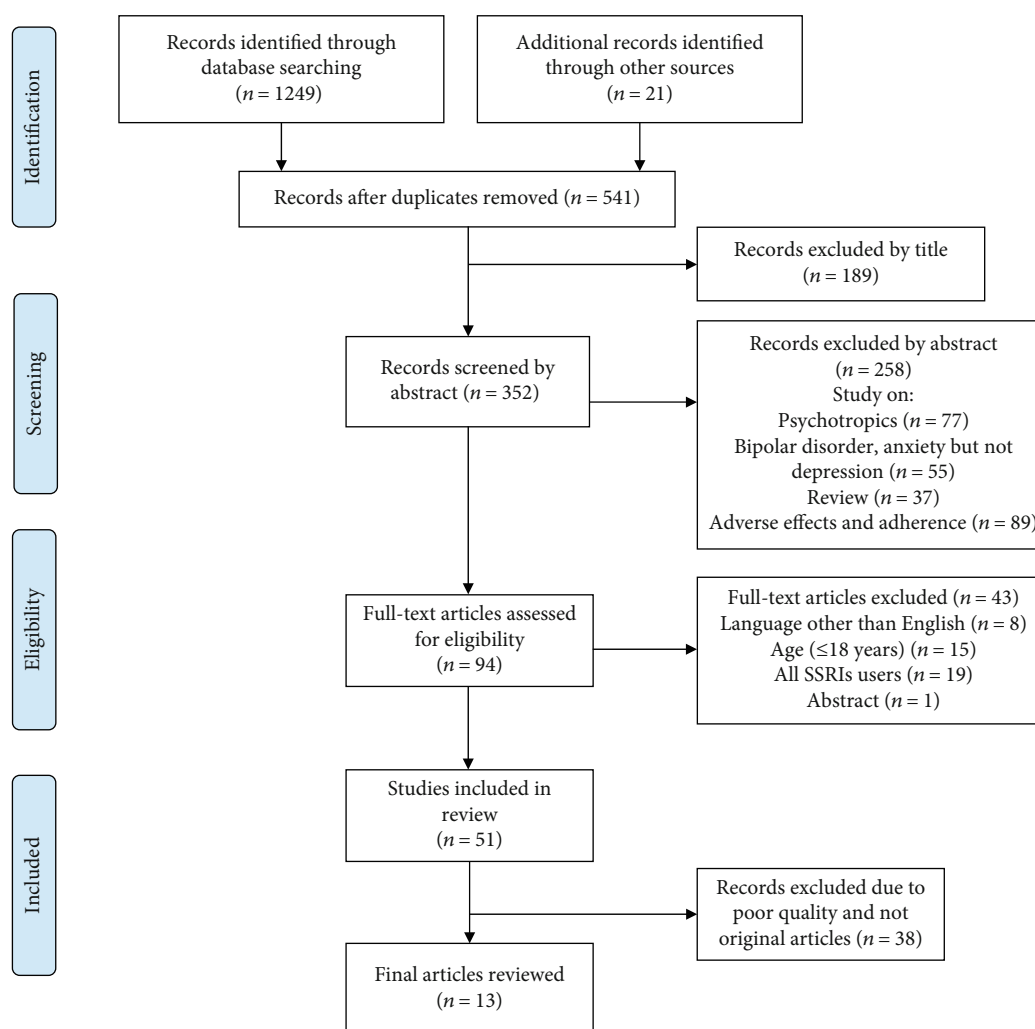 Identification
Records identified through
database searching
(n = 1249)
Additional records identified
through other sources
(n = 21)
Records after duplicates removed (n = 541)
Records excluded by title
(n = 189)
Screening
Records screened by
abstract (n = 352)
Records excluded by abstract
(n = 258)
Study on:
Psychotropics (n = 77)
Bipolar disorder, anxiety but not
depression (n = 55)
Review (n = 37)
Adverse effects and adherence (n = 89)
Eligibility
Full-text articles assessed
for eligibility
(n = 94)
Full-text articles excluded (n = 43)
Language other than English (n = 8)
Age (≤18 years) (n = 15)
All SSRIs users (n = 19)
Abstract (n = 1)
Included
Studies included in
review
(n = 51)
Records excluded due to
poor quality and not
original articles (n = 38)
Final articles reviewed
(n = 13)